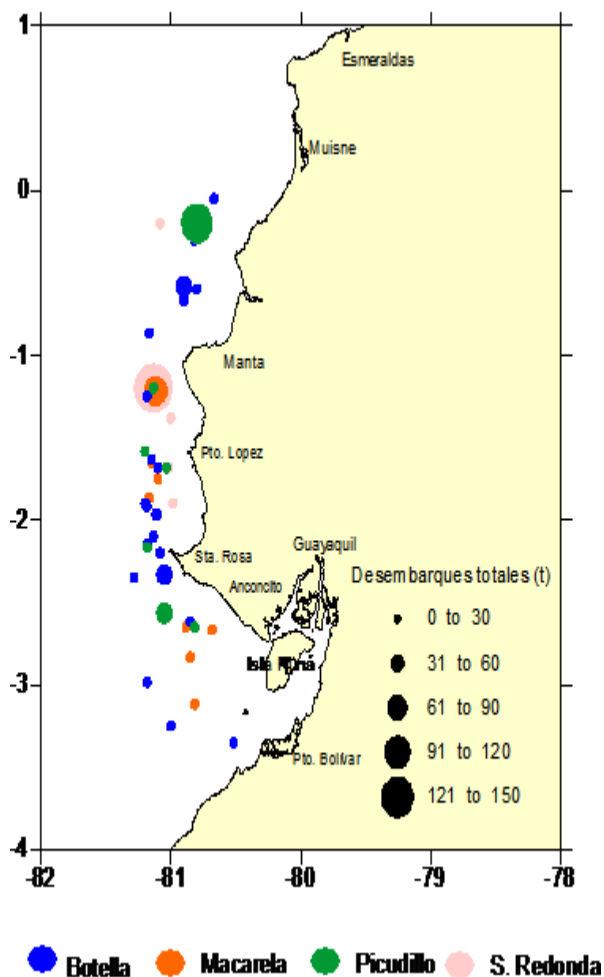 1
Esmeraldas
Muisne
0
-1
Manta
Pto. Lopez
-2
Sta. Rosa
Guayaquil
Anconcito
Desembarques totales (t)
0 to 30
31 to 60
Isla Puná
-3
61 to 90
91 to 120
Pto. Bolívar
121 to 150
-4
-82 -81 -80 -79 -78
Botella Macarela Picudillo S. Redonda